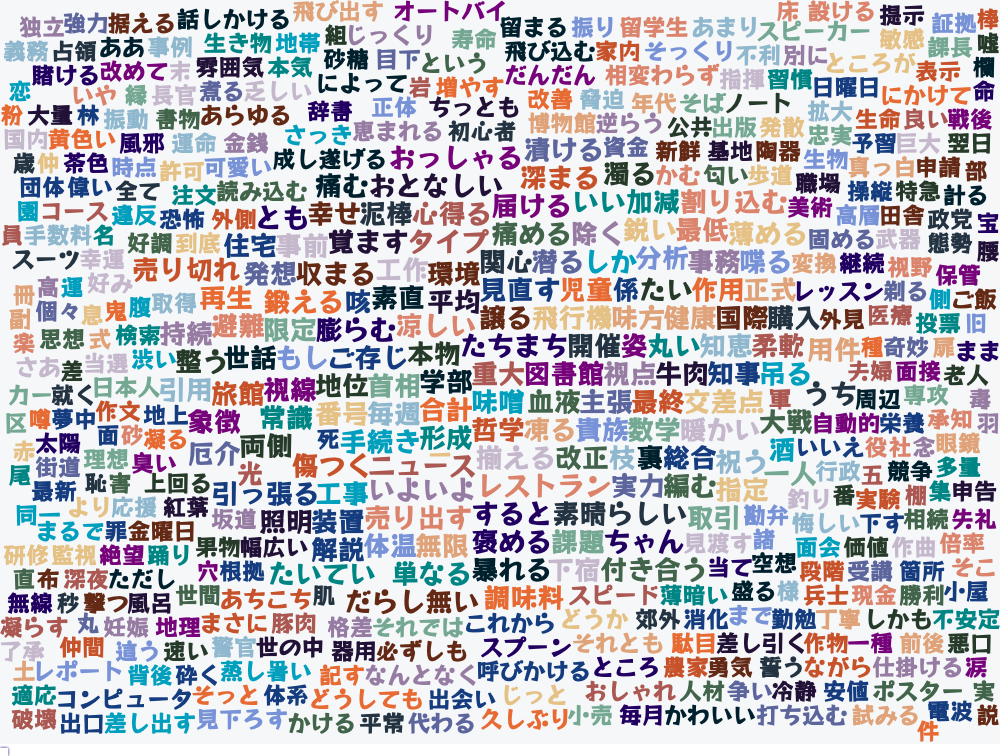 独立 強力 据える 話しかける 飛び出す オートバイ 留まる 振り 留学生 あまり スピーカー 床 設ける 提示 証拠 棒
義務 占領 ああ 事例 生き物 地帯 組 じっくり 寿命 飛び込む 家内 そっくり 不利 別に ところが 敏感 課長 嘘
賭ける 改めて 末 雰囲気 本気 砂糖 目下 という だんだん 相変わらず 指揮 習慣 日曜日 表示 欄
恋 いや 縁 長官 煮る 乏しい によって 岩 増やす 改善 脅迫 年代 そば ノート にかけて 命
粉 大量 林 振動 書物 あらゆる 辞書 正体 ちっとも 博物館 逆らう 公共 出版 発散 拡大 生命 良い 戦後
国内 黄色い 風邪 運命 金銭 さっき 恵まれる 初心者 漬ける 資金 新鮮 基地 陶器 忠実 予習 巨大 翌日
歳 仲 茶色 時点 許可 可愛い 成し遂げる おっしゃる 深まる 濁る かむ 匂い 歩道 生物 真っ白 申請 部
団体 偉い 全て 注文 読み込む 痛む おとなしい 届ける いい加減 割り込む 職場 操縦 特急 計る
園 コース 違反 恐怖 外側 とも 幸せ 泥棒 心得る 痛める 除く 鋭い 最低 薄める 美術 高層 田舎 政党 宝
員 手数料 名 好調 到底 住宅 事前 覚ます タイプ 関心 潜る しか 分析 事務 喋る 固める 武器 態勢 腰
スーツ 幸運 売り切れ 発想 収まる 工作 環境 変換 継続 視野 保管
冊 高 運 好み 再生 鍛える 咳 素直 平均 見直す 児童 係 たい 作用 正式 レッスン 剃る 側 ご飯
副 個々 息 鬼 腹 取得 避難 限定 膨らむ 涼しい 譲る 飛行機 味方 健康 国際 購入 外見 医療 投票 旧
楽 思想 式 検索 持続 整う 世話 もし ご存じ 本物 たちまち 開催 姿 丸い 知恵 柔軟 用件 種 奇妙 扉 まま
さあ 差 当選 渋い 旅館 視線 地位 首相 学部 重大 図書館 視点 牛肉 知事 吊る 夫婦 面接 老人
カー 就く 日本人 引用 象徴 常識 番号 毎週 合計 味噌 血液 主張 最終 交差点 軍 うち 周辺 専攻 毒
区 噂 夢中 作文 地上 両側 死 手続き 形成 哲学 凍る 貴族 数学 暖かい 大戦 自動的 栄養 承知 羽
赤 太陽 面 砂 凝る 厄介 光 傷つく ニュース 揃える 改正 枝 裏 総合 祝う 酒 いいえ 役社 念 眼鏡
尾 街道 理想 臭い 引っ張る 工事 いよいよ レストラン 実力 編む 指定 一人 行政 五 競争 多量
最新 恥 害 上回る 照明 装置 売り出す すると 素晴らしい 取引 勘弁 釣り 番 実験 棚 集 申告
同一 より 応援 紅葉 坂道 解説 体温 無限 褒める 課題 ちゃん 見渡す 諸 悔しい 下す 相続 失礼
まるで 罪 金曜日 男物 幅広い たいてい 単なる 暴れる 下宿 付き合う 当て 空想 面会 価値 作曲 倍率
研修 監視 絶望 踊り 穴 根拠 だらし無い 調味料 スピード 薄暗い 盛る 様 段階 受講 箇所 そこ
直 布 深夜 ただし 世間 あちこち 肌 兵士 現金 勝利 小屋
無線 秒 撃つ 風呂 まさに 豚肉 格差 それでは これから どうか 郊外 消化 まで 勤勉 丁寧 しかも 不安定
凝らす 丸 妊娠 地理 警官 世の中 器用 必ずしも スプーン それとも 駄目 差し引く 作物 一種 前後 悪口
了承 仲間 違う 速い 記す なんとなく 呼びかける ところ 農家 勇気 誓う ながら 仕掛ける 涙
土 レポート 背後 砕く 蒸し暑い どうしても 出会い じっと おしゃれ 人材 争い 冷静 安値 ポスター 実
適応 コンピュータ そっと 体系 かける 平常 代わる 久しぶり 小売 毎月 かわいい 打ち込む 試みる 電波 説
破壊 出口 差し出す 見下ろす 件